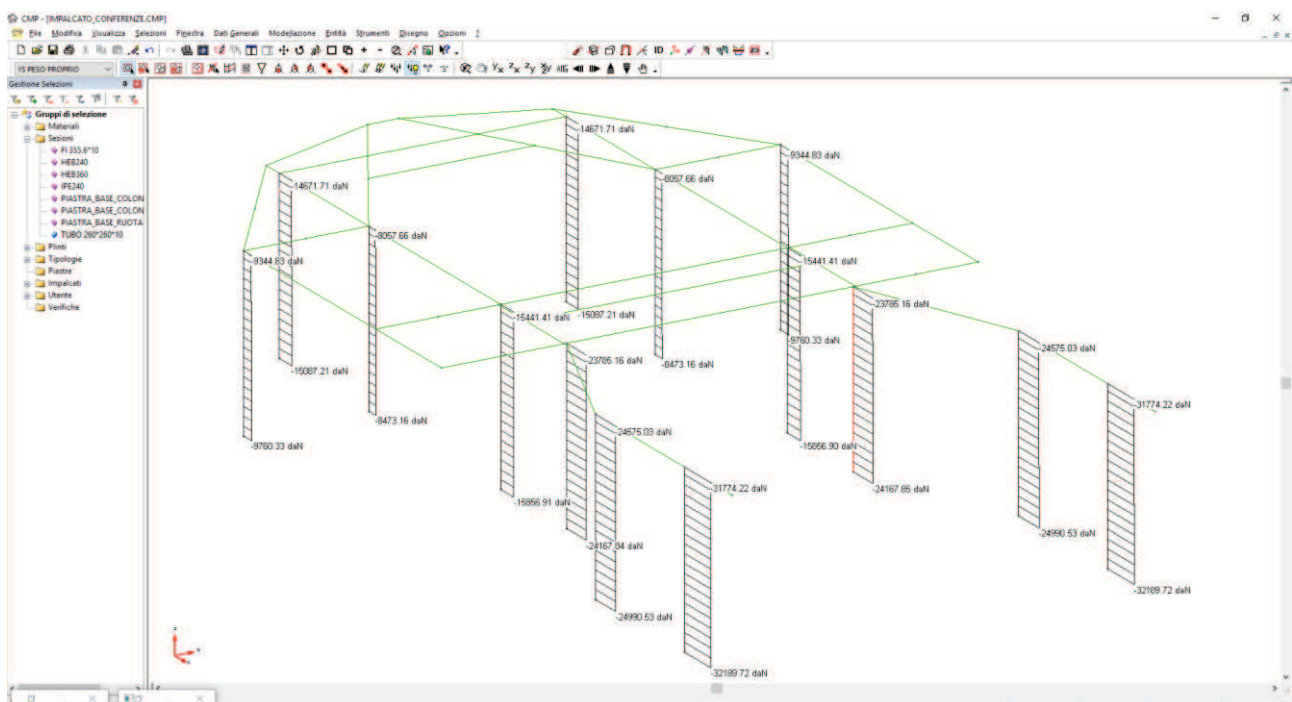 CMP - [IMPALCATO_CONFERENZE.CMP]
File Modifica Visualizza Selezioni Finestra Dati Generali Modellazione Entità Strumenti Disegno Opzioni ?
15 PESO PROPRIO
Gestione Selezioni
Gruppi di selezione
Materiali
Sezioni
FI 355.6*10
HEB240
HEB360
IPE240
PIASTRA_BASE_COLON
PIASTRA_BASE_COLON
PIASTRA_BASE_RUOTA
TUBO 260*260*10
Plinti
Tipologie
Piastre
Impalcati
Utente
Verifiche
-14671.71 daN
-9344.83 daN
-8057.66 daN
-14671.71 daN
-8057.66 daN
-9344.83 daN
-15441.41 daN
-23785.16 daN
-15441.41 daN
-15087.21 daN
-9760.33 daN
-24575.03 daN
-23785.16 daN
-8473.16 daN
-15087.21 daN
-31774.22 daN
-8473.16 daN
-24575.03 daN
-9760.33 daN
-15856.90 daN
-24167.85 daN
-31774.22 daN
-15856.91 daN
-24990.53 daN
-24167.84 daN
-32189.72 daN
-24990.53 daN
-32189.72 daN